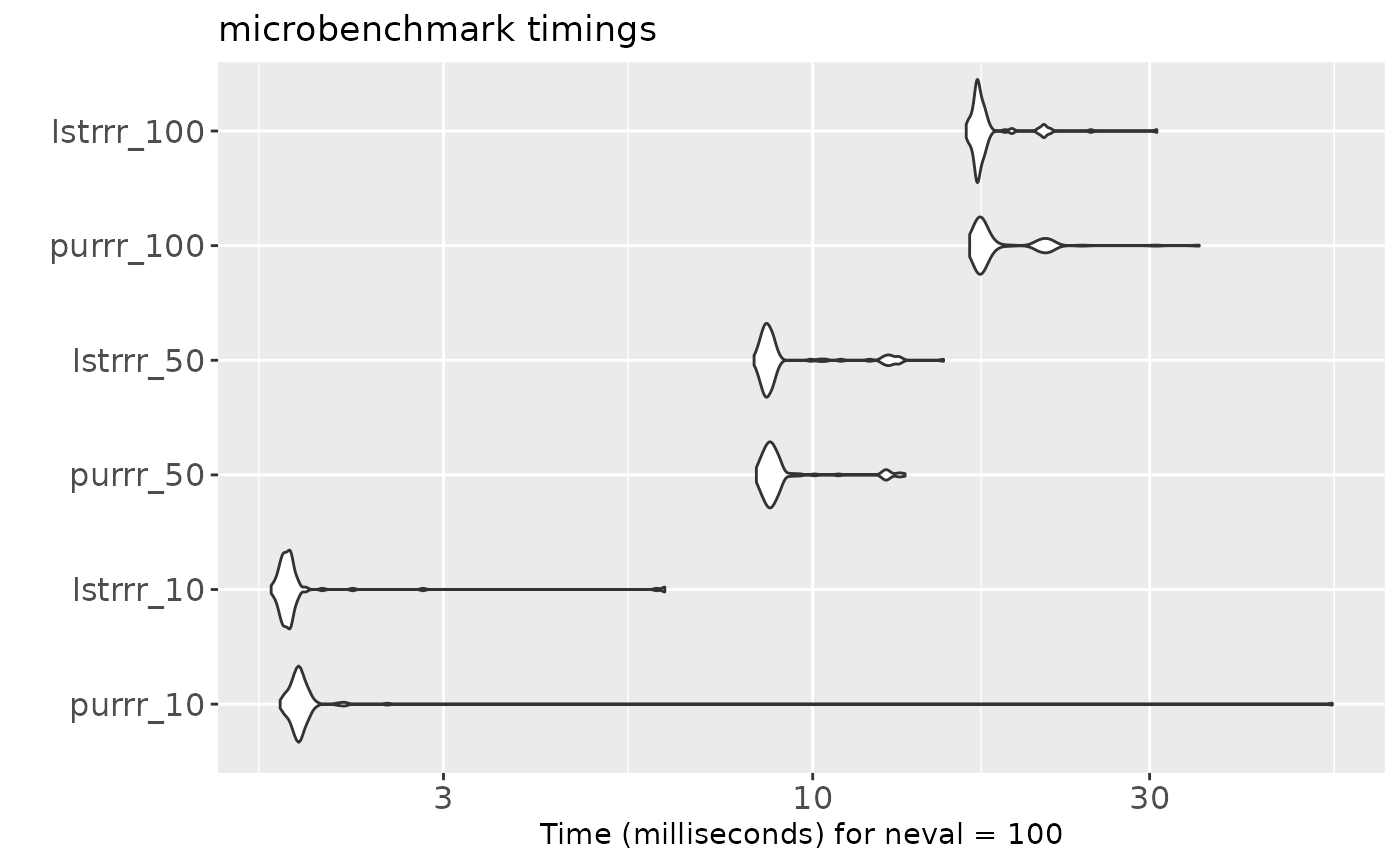 microbenchmark timings
lstrrr_100
purrr_100
lstrrr_50
purrr_50
lstrrr_10
purrr_10
3 10 30
Time (milliseconds) for neval = 100